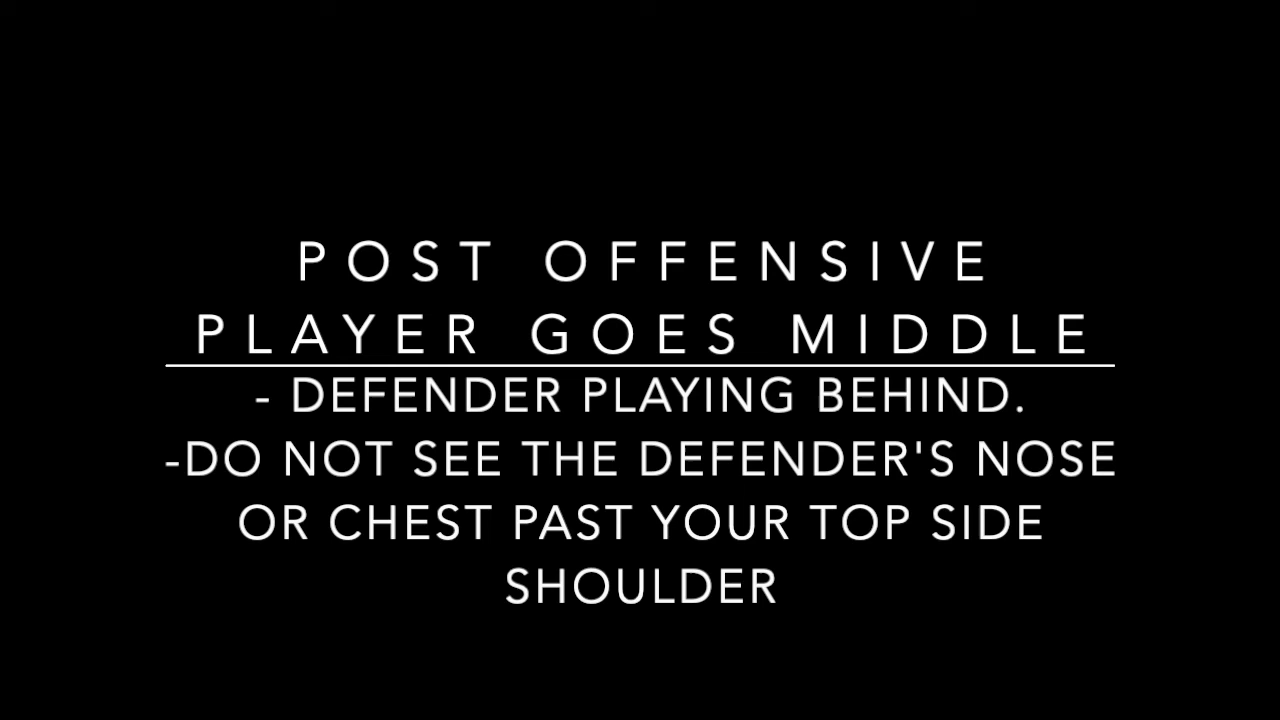 POST OFFENSIVE
PLAYER GOES MIDDLE
- DEFENDER PLAYING BEHIND.
-DO NOT SEE THE DEFENDER'S NOSE
OR CHEST PAST YOUR TOP SIDE
SHOULDER